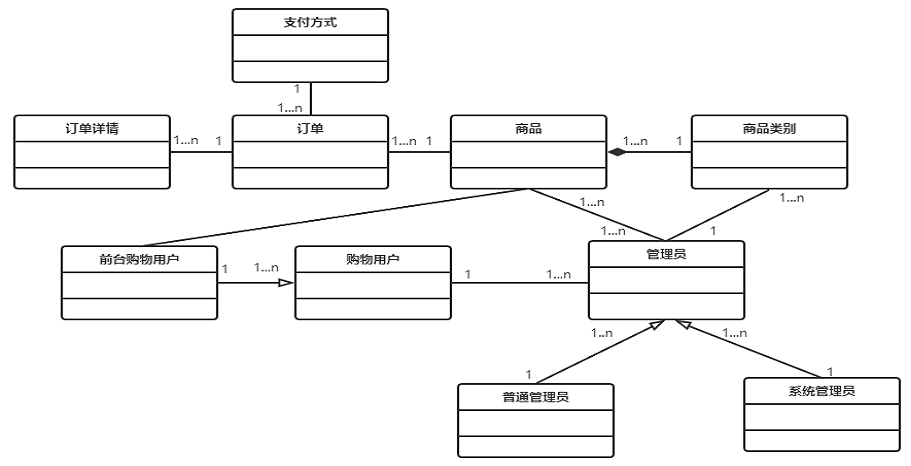 支付方式
1
1...n
订单详情
1...n
1
订单
1...n
1
商品
1...n
1
商品类别
1...n
1...n
1...n
1
前台购物用户
1
1...n
购物用户
1
1...n
管理员
1..n
1...n
1
1
普通管理员
系统管理员